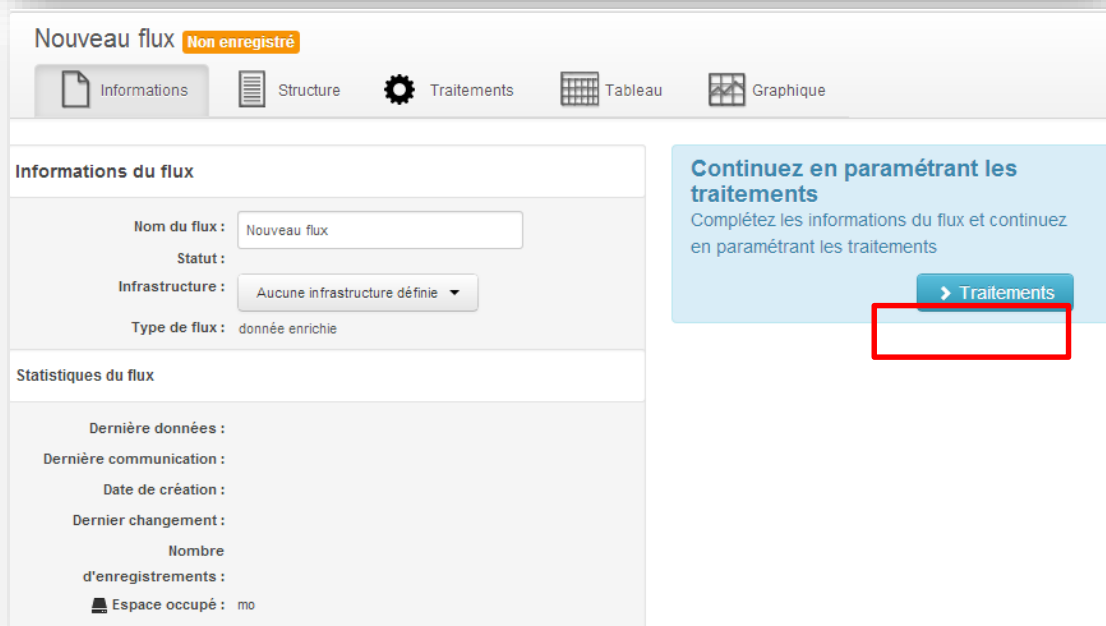 Nouveau flux Non enregistré
Informations Structure Traitements Tableau Graphique
Informations du flux
Nom du flux : Nouveau flux
Statut :
Infrastructure : Aucune infrastructure définie
Type de flux : donnée enrichie
Statistiques du flux
Dernière données :
Dernière communication :
Date de création :
Dernier changement :
Nombre
d'enregistrements :
Espace occupé : mo
Continuez en paramétrant les
traitements
Complétez les informations du flux et continuez
en paramétrant les traitements
Traitements